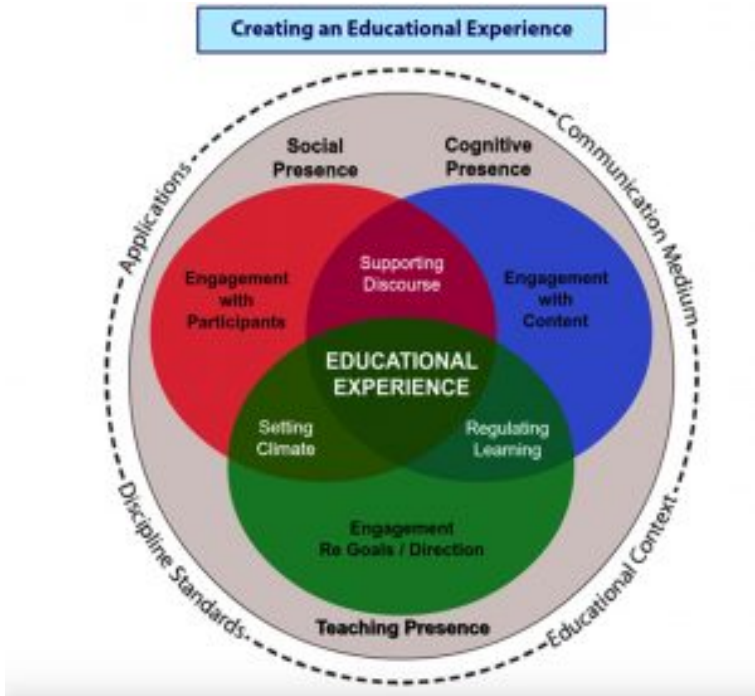 Creating an Educational Experience
Social
Presence
Cognitive
Presence
Applications
Communication Medium
Engagement
with
Participants
Supporting
Discourse
Engagement
with
Content
EDUCATIONAL
EXPERIENCE
Setting
Climate
Regulating
Learning
Engagement
Re Goals / Direction
Teaching Presence
Discipline Standards
Educational Context